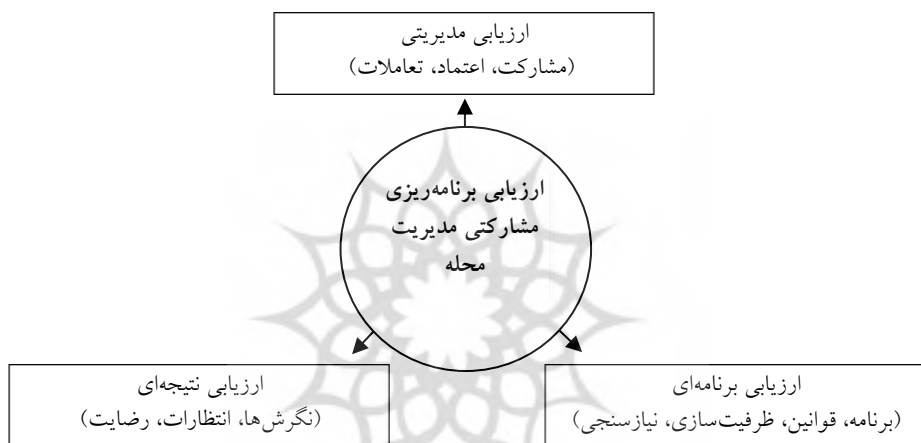 ارزیابی مدیریتی
(مشارکت، اعتماد، تعاملات)
ارزیابی برنامه‌ریزی
مشارکتی مدیریت
محله
ارزیابی برنامه‌ای
(برنامه، قوانین، ظرفیت‌سازی، نیازسنجی)
ارزیابی نتیجه‌ای
(نگرش‌ها، انتظارات، رضایت)